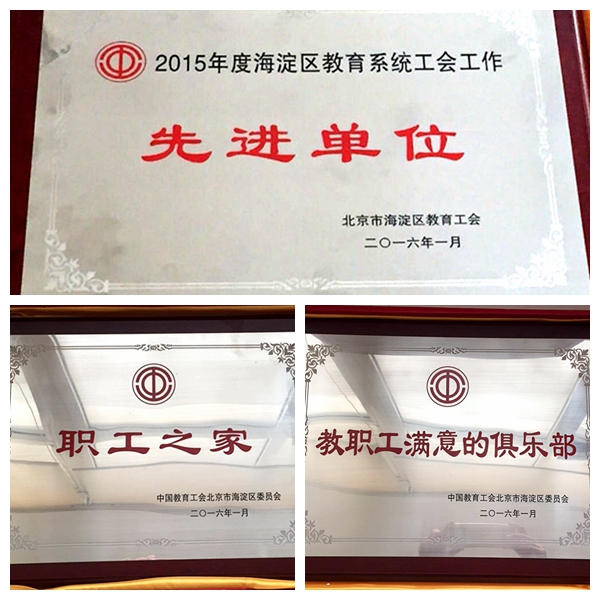 2015年度海淀区教育系统工会工作
先进单位
北京市海淀区教育工会
二〇一六年一月
职工之家
中国教育工会北京市海淀区委员会
二〇一六年一月
教职工满意的俱乐部
中国教育工会北京市海淀区委员会
二〇一六年一月